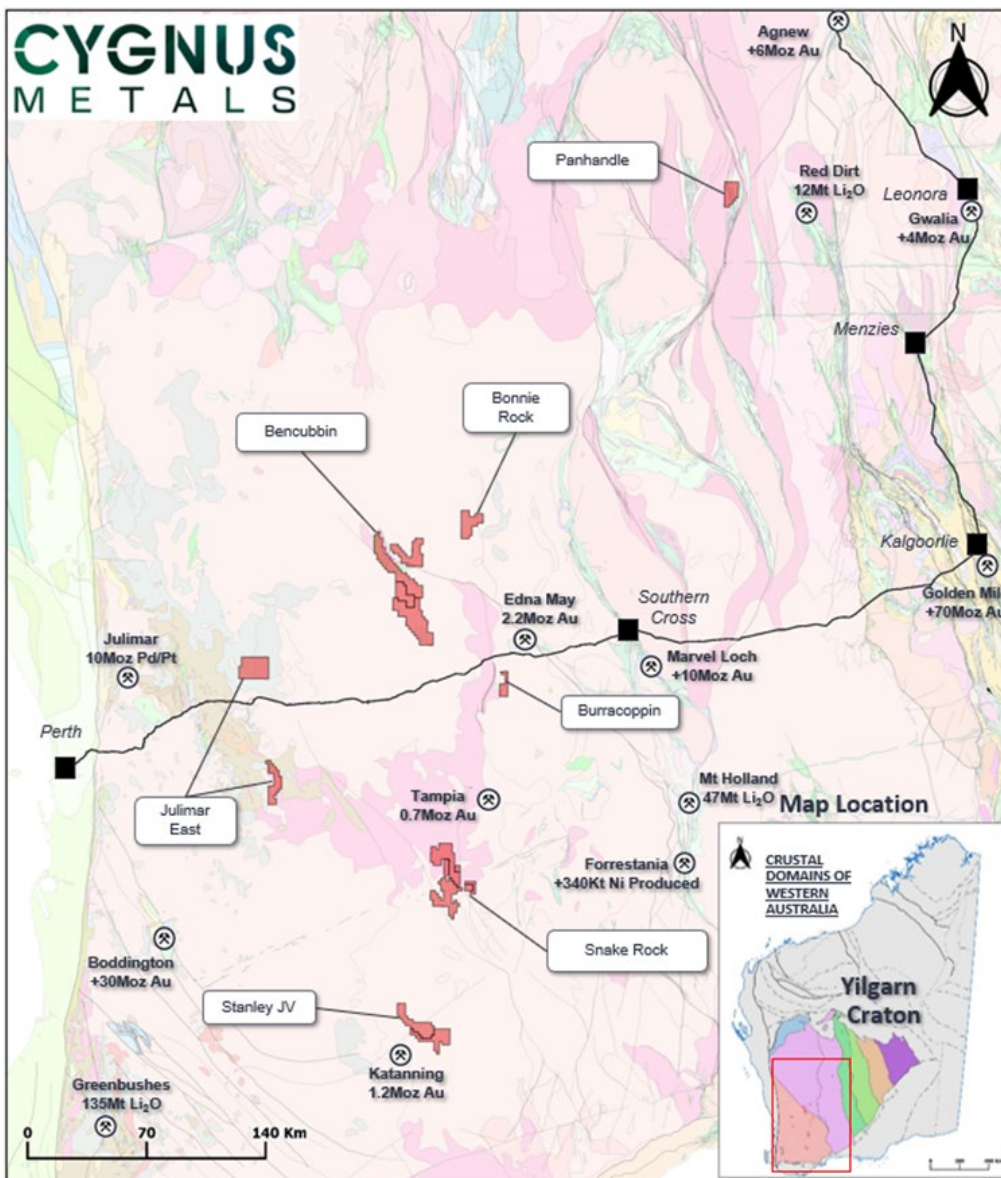 CYGNUS
METALS
Agnew
+6Moz Au
N
Panhandle
Red Dirt
12Mt Li₂O
Leonora
Gwalia
+4Moz Au
Menzies
Bonnie
Rock
Bencubbin
Kalgoorlie
Golden Mil
+70Moz Au
Edna May
2.2Moz Au
Southern
Cross
Julimar
10Moz Pd/Pt
Marvel Loch
+10Moz Au
Burracoppin
Perth
Julimar
East
Tampia
0.7Moz Au
Mt Holland
47Mt Li₂O
Map Location
Forrestania
+340Kt Ni Produced
Snake Rock
Boddington
+30Moz Au
Stanley JV
Katanning
1.2Moz Au
Greenbushes
135Mt Li₂O
0 70 140 Km
N
CRUSTAL
DOMAINS OF
WESTERN
AUSTRALIA
Yilgarn
Craton